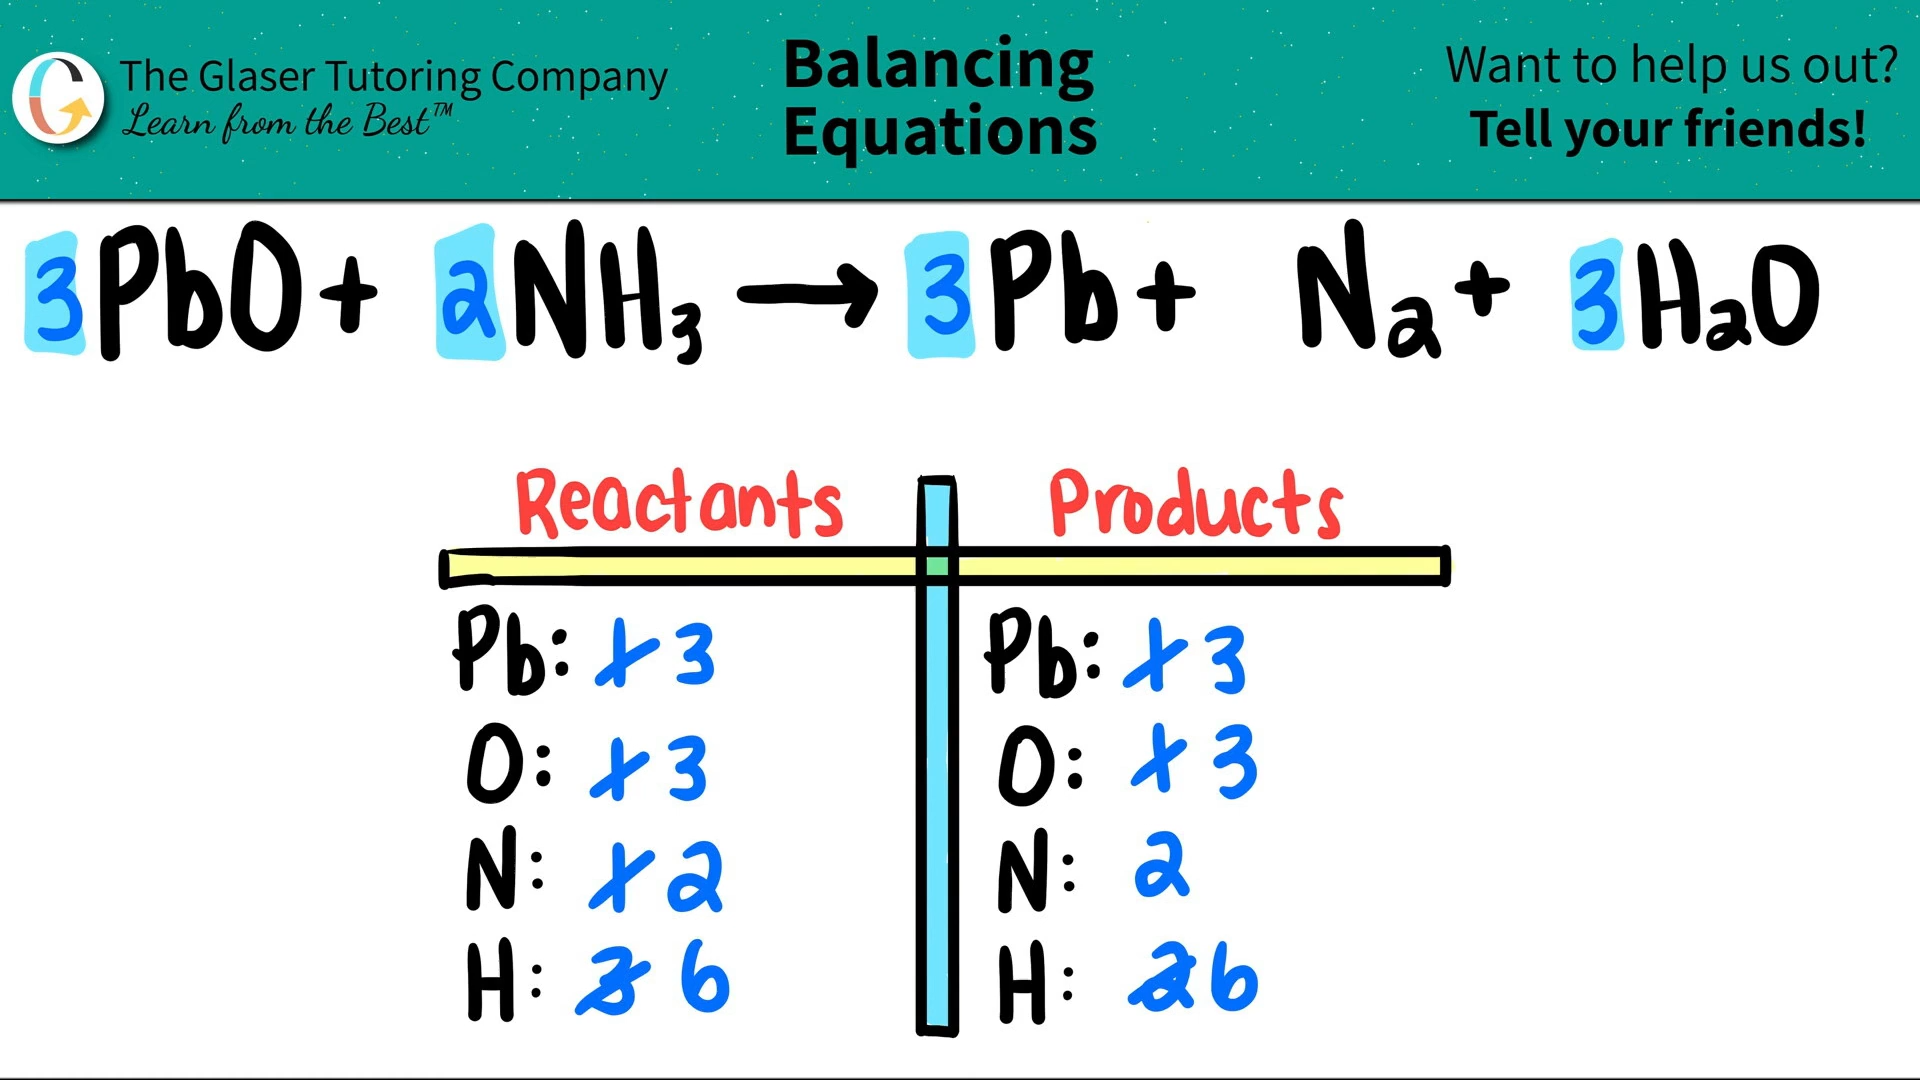 The Glaser Tutoring Company
Learn from the Best™
Balancing
Equations
Want to help us out?
Tell your friends!
3PbO + 2NH₃ → 3Pb + N₂ + 3H₂O
Reactants Products
Pb: 1 3 Pb: 1 3
O: 1 3 O: 1 3
N: 1 2 N: 2
H: 3 6 H: 2 6